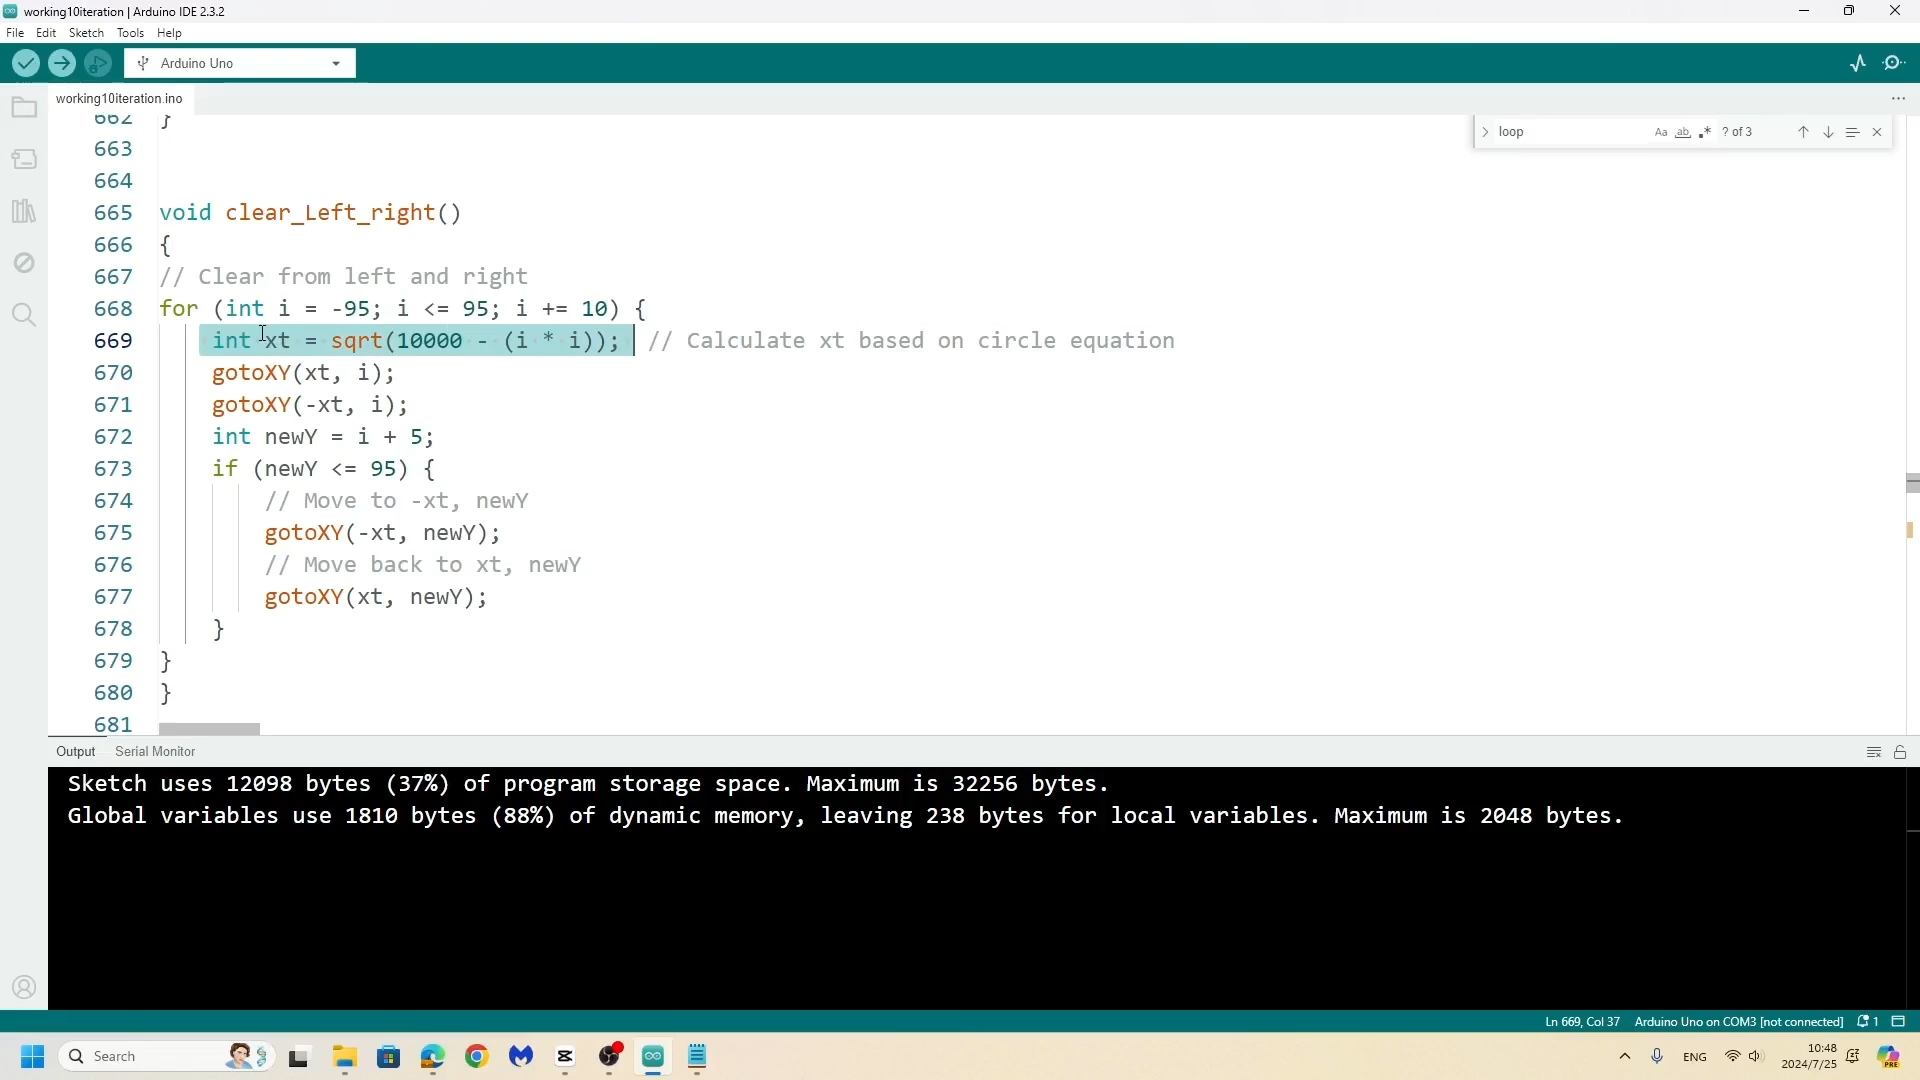 working10iteration | Arduino IDE 2.3.2
File Edit Sketch Tools Help
Arduino Uno
working10iteration.ino
loop Aa ab ? of 3
662 }
663
664
665 void clear_Left_right()
666 {
667 // Clear from left and right
668 for (int i = -95; i <= 95; i += 10) {
669 int xt = sqrt(10000 - (i * i)); // Calculate xt based on circle equation
670 gotoXY(xt, i);
671 gotoXY(-xt, i);
672 int newY = i + 5;
673 if (newY <= 95) {
674 // Move to -xt, newY
675 gotoXY(-xt, newY);
676 // Move back to xt, newY
677 gotoXY(xt, newY);
678 }
679 }
680 }
681
Output Serial Monitor
Sketch uses 12098 bytes (37%) of program storage space. Maximum is 32256 bytes.
Global variables use 1810 bytes (88%) of dynamic memory, leaving 238 bytes for local variables. Maximum is 2048 bytes.
Ln 669, Col 37 Arduino Uno on COM3 [not connected] 1
Search
ENG
10:48
2024/7/25
PRE